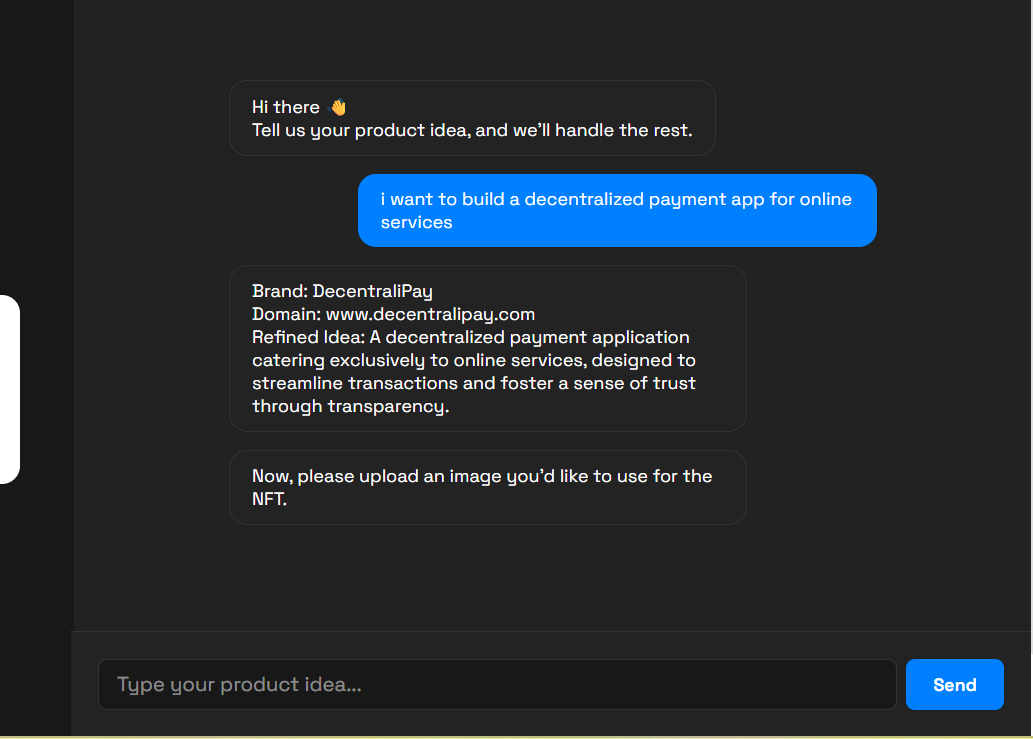 Hi there 👋
Tell us your product idea, and we’ll handle the rest.
i want to build a decentralized payment app for online
services
Brand: DecentraliPay
Domain: www.decentralipay.com
Refined Idea: A decentralized payment application
catering exclusively to online services, designed to
streamline transactions and foster a sense of trust
through transparency.
Now, please upload an image you’d like to use for the
NFT.
Type your product idea...
Send